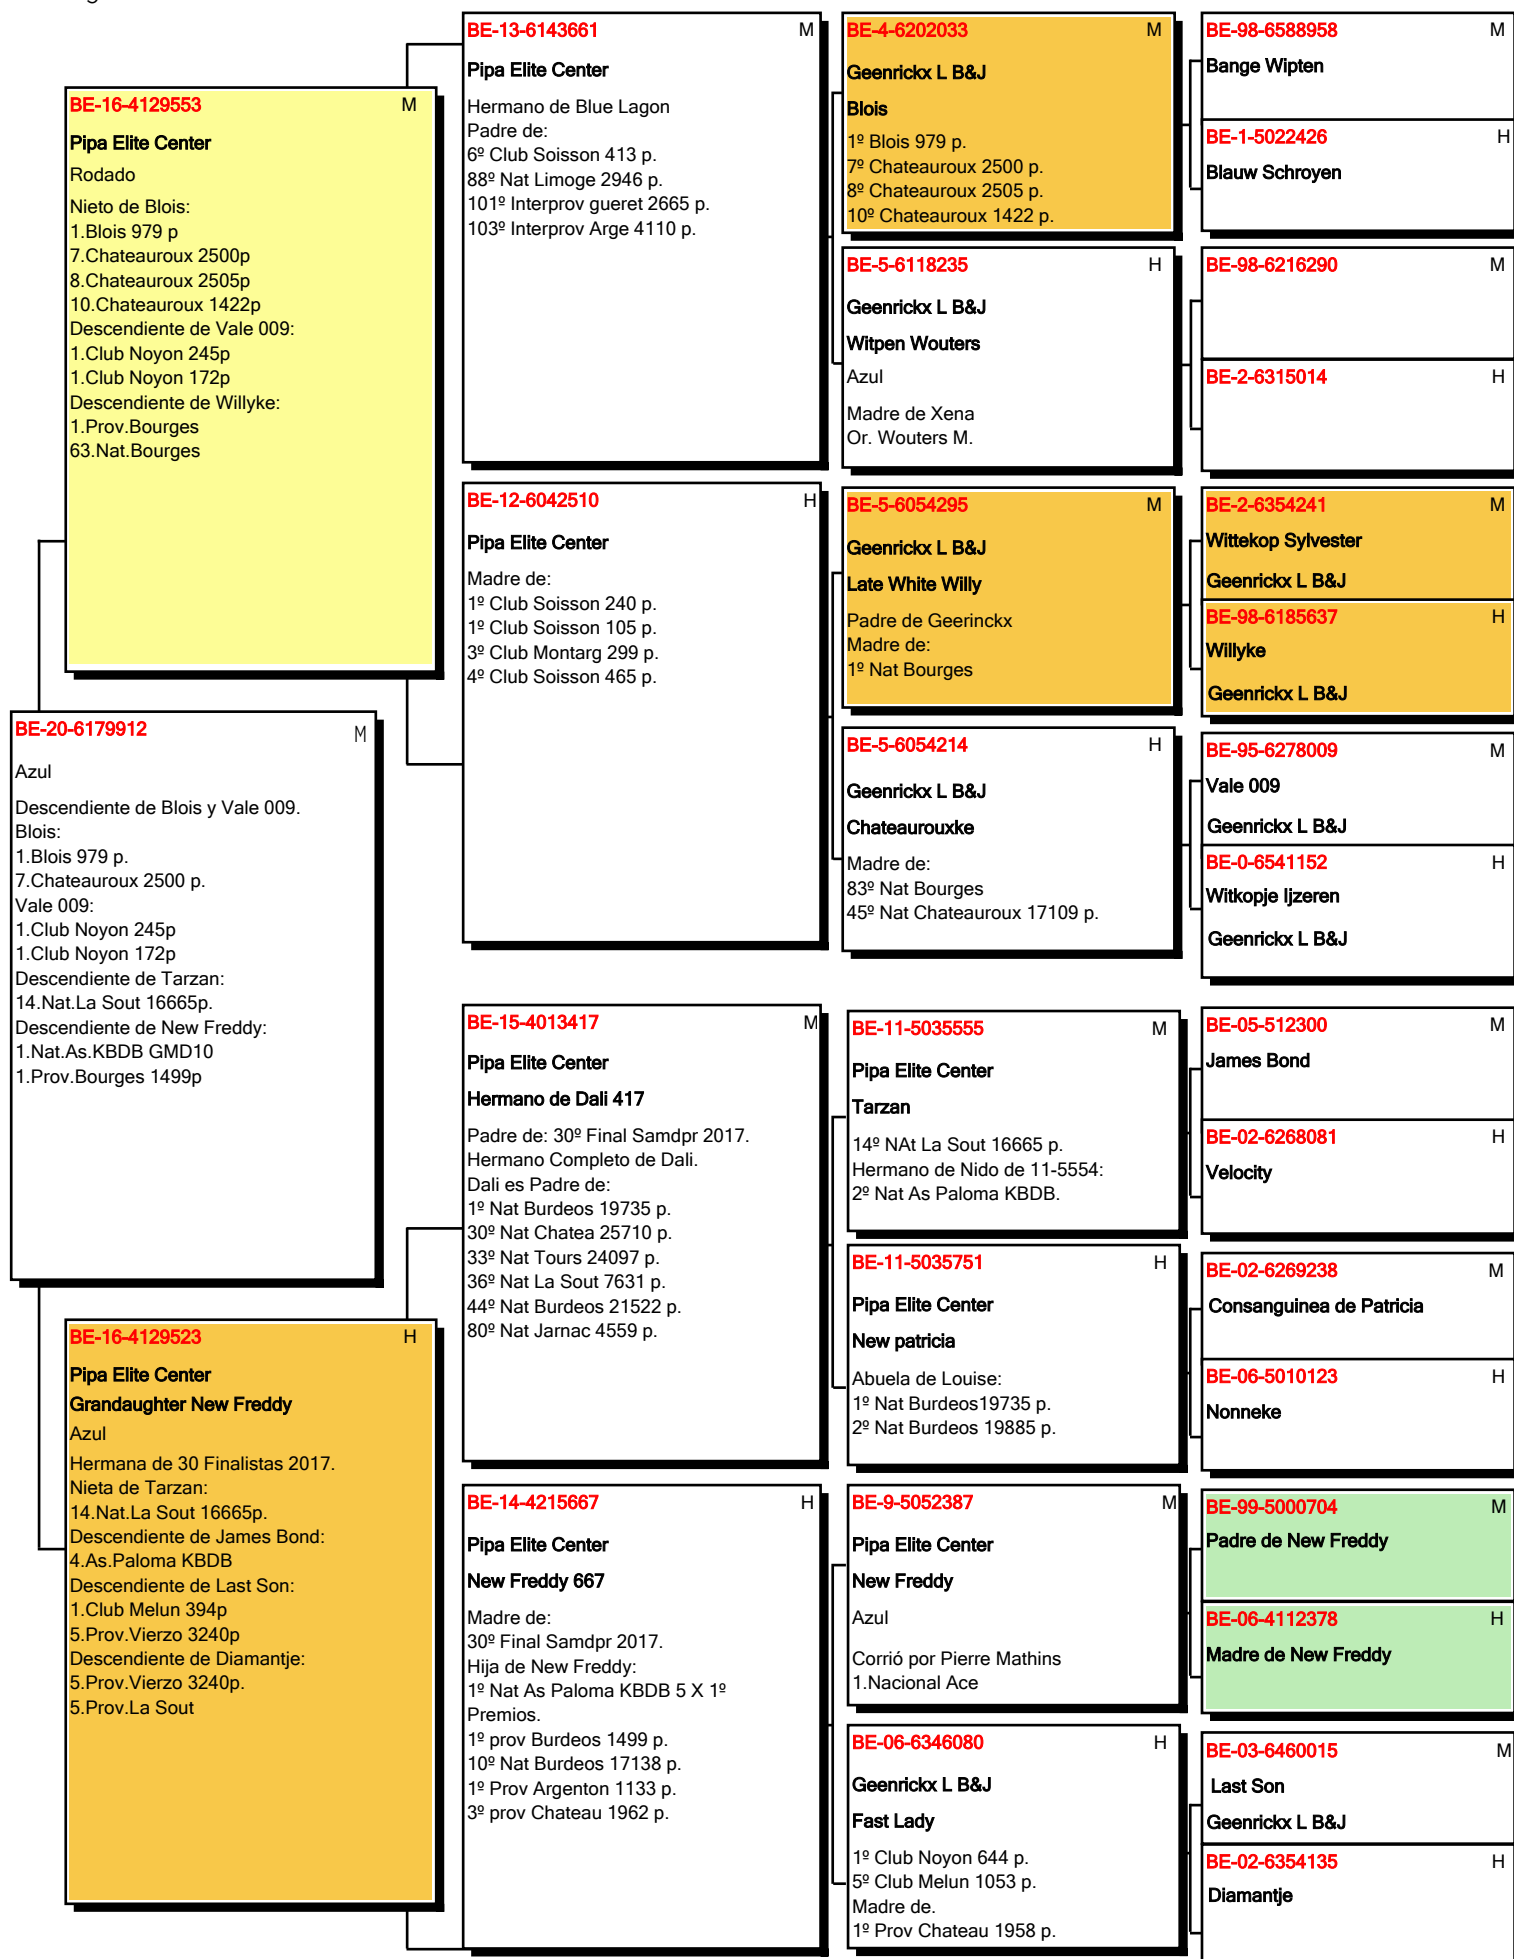 BE-20-6179912 M
Azul
Descendiente de Blois y Vale 009.
Blois:
1.Blois 979 p.
7.Chateauroux 2500 p.
Vale 009:
1.Club Noyon 245p
1.Club Noyon 172p
Descendiente de Tarzan:
14.Nat.La Sout 16665p.
Descendiente de New Freddy:
1.Nat.As.KBDB GMD10
1.Prov.Bourges 1499p
BE-16-4129553 M
Pipa Elite Center
Rodado
Nieto de Blois:
1.Blois 979 p
7.Chateauroux 2500p
8.Chateauroux 2505p
10.Chateauroux 1422p
Descendiente de Vale 009:
1.Club Noyon 245p
1.Club Noyon 172p
Descendiente de Willyke:
1.Prov.Bourges
63.Nat.Bourges
BE-16-4129523 H
Pipa Elite Center
Grandaughter New Freddy
Azul
Hermana de 30 Finalistas 2017.
Nieta de Tarzan:
14.Nat.La Sout 16665p.
Descendiente de James Bond:
4.As.Paloma KBDB
Descendiente de Last Son:
1.Club Melun 394p
5.Prov.Vierzo 3240p
Descendiente de Diamantje:
5.Prov.Vierzo 3240p.
5.Prov.La Sout
BE-13-6143661 M
Pipa Elite Center
Hermano de Blue Lagon
Padre de:
6º Club Soisson 413 p.
88º Nat Limoge 2946 p.
101º Interprov gueret 2665 p.
103º Interprov Arge 4110 p.
BE-12-6042510 H
Pipa Elite Center
Madre de:
1º Club Soisson 240 p.
1º Club Soisson 105 p.
3º Club Montarg 299 p.
4º Club Soisson 465 p.
BE-15-4013417 M
Pipa Elite Center
Hermano de Dali 417
Padre de: 30º Final Samdpr 2017.
Hermano Completo de Dali.
Dali es Padre de:
1º Nat Burdeos 19735 p.
30º Nat Chatea 25710 p.
33º Nat Tours 24097 p.
36º Nat La Sout 7631 p.
44º Nat Burdeos 21522 p.
80º Nat Jarnac 4559 p.
BE-14-4215667 H
Pipa Elite Center
New Freddy 667
Madre de:
30º Final Samdpr 2017.
Hija de New Freddy:
1º Nat As Paloma KBDB 5 X 1º
Premios.
1º prov Burdeos 1499 p.
10º Nat Burdeos 17138 p.
1º Prov Argenton 1133 p.
3º prov Chateau 1962 p.
BE-4-6202033 M
Geenrickx L B&J
Blois
1º Blois 979 p.
7º Chateauroux 2500 p.
8º Chateauroux 2505 p.
10º Chateauroux 1422 p.
BE-5-6118235 H
Geenrickx L B&J
Witpen Wouters
Azul
Madre de Xena
Or. Wouters M.
BE-5-6054295 M
Geenrickx L B&J
Late White Willy
Padre de Geerinckx
Madre de:
1º Nat Bourges
BE-5-6054214 H
Geenrickx L B&J
Chateaurouxke
Madre de:
83º Nat Bourges
45º Nat Chateauroux 17109 p.
BE-11-5035555 M
Pipa Elite Center
Tarzan
14º NAt La Sout 16665 p.
Hermano de Nido de 11-5554:
2º Nat As Paloma KBDB.
BE-11-5035751 H
Pipa Elite Center
New patricia
Abuela de Louise:
1º Nat Burdeos19735 p.
2º Nat Burdeos 19885 p.
BE-9-5052387 M
Pipa Elite Center
New Freddy
Azul
Corrió por Pierre Mathins
1.Nacional Ace
BE-06-6346080 H
Geenrickx L B&J
Fast Lady
1º Club Noyon 644 p.
5º Club Melun 1053 p.
Madre de.
1º Prov Chateau 1958 p.
BE-98-6588958 M
Bange Wipten
BE-1-5022426 H
Blauw Schroyen
BE-98-6216290 M
BE-2-6315014 H
BE-2-6354241 M
Wittekop Sylvester
Geenrickx L B&J
BE-98-6185637 H
Willyke
Geenrickx L B&J
BE-95-6278009 M
Vale 009
Geenrickx L B&J
BE-0-6541152 H
Witkopje Ijzeren
Geenrickx L B&J
BE-05-512300 M
James Bond
BE-02-6268081 H
Velocity
BE-02-6269238 M
Consanguinea de Patricia
BE-06-5010123 H
Nonneke
BE-99-5000704 M
Padre de New Freddy
BE-06-4112378 H
Madre de New Freddy
BE-03-6460015 M
Last Son
Geenrickx L B&J
BE-02-6354135 H
Diamantje